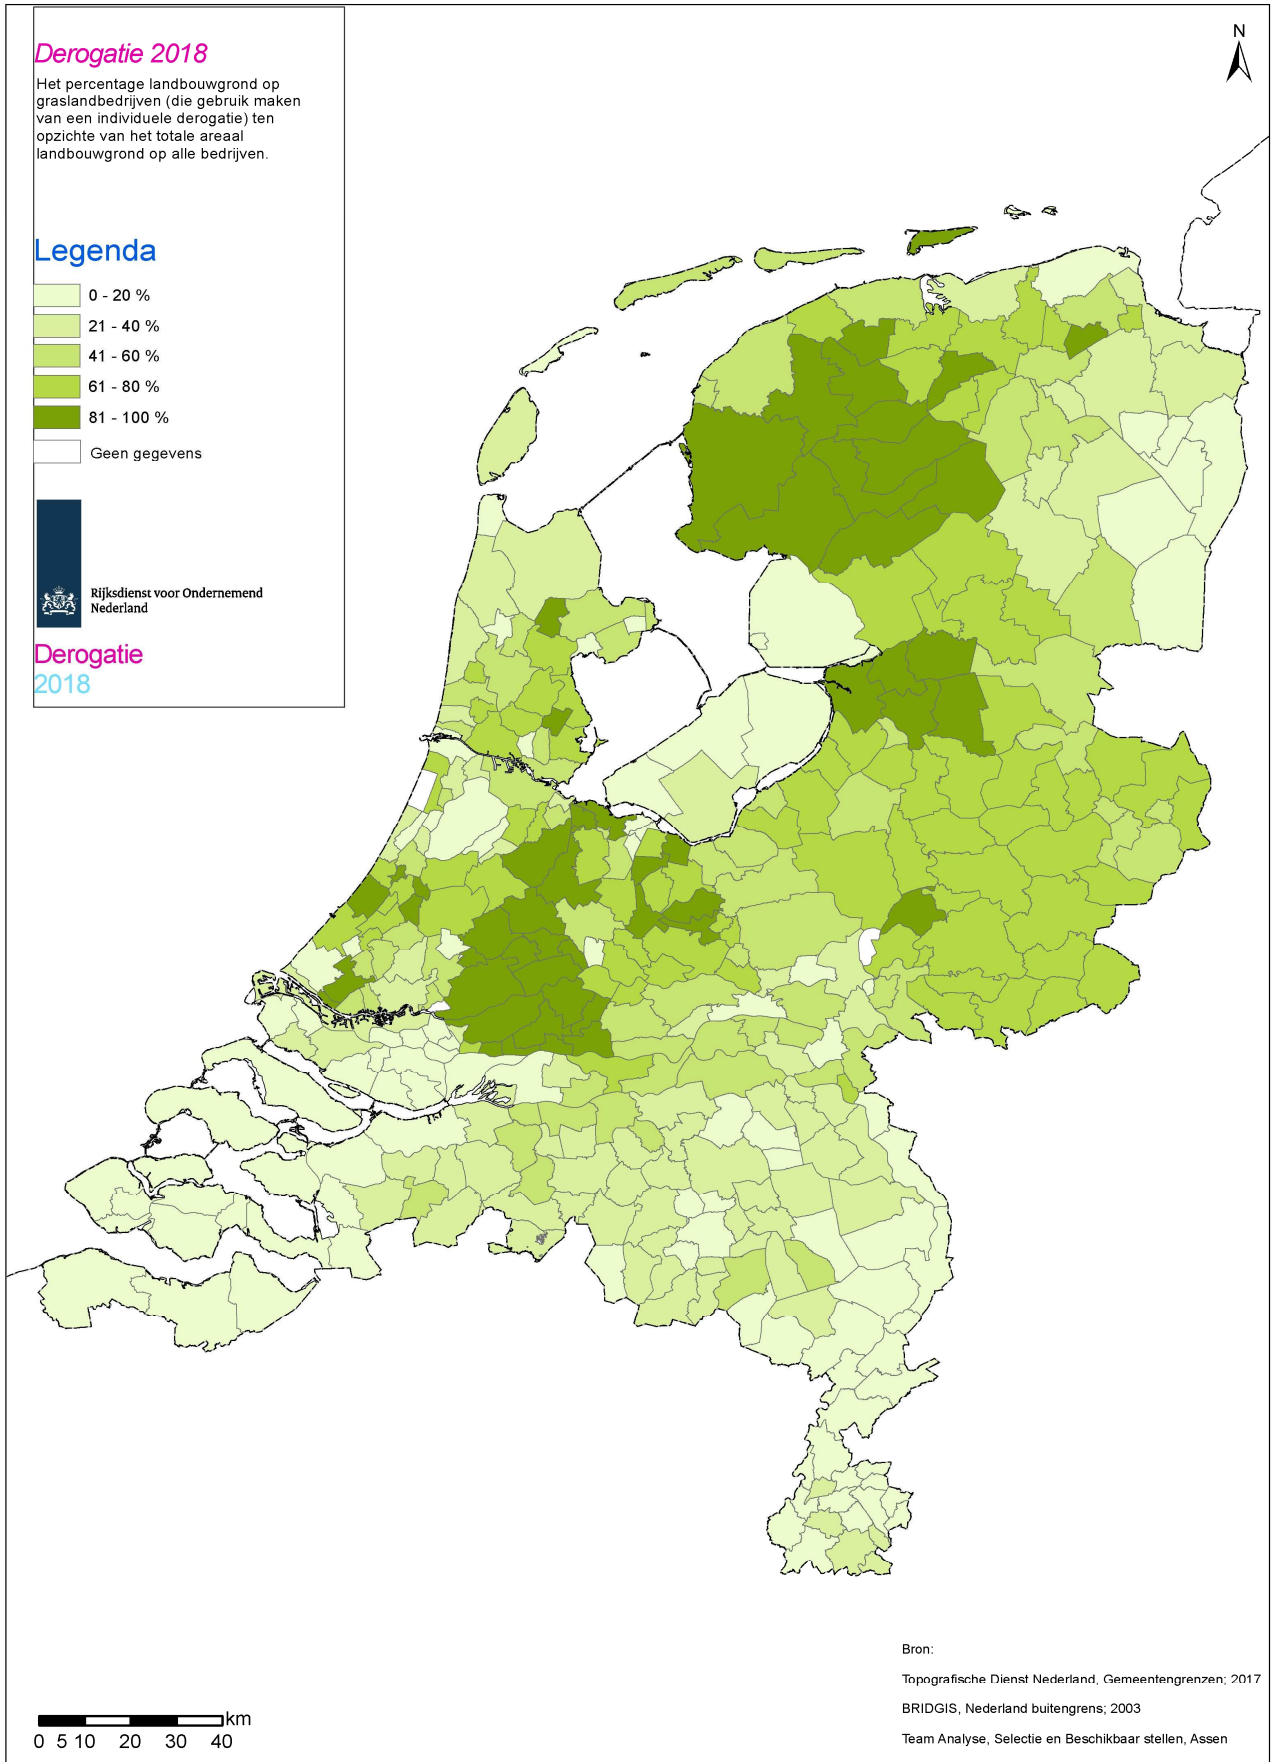 Derogatie 2018
Het percentage landbouwgrond op
graslandbedrijven (die gebruik maken
van een individuele derogatie) ten
opzichte van het totale areaal
landbouwgrond op alle bedrijven.
Legenda
0 - 20 %
21 - 40 %
41 - 60 %
61 - 80 %
81 - 100 %
Geen gegevens
Rijksdienst voor Ondernemend
Nederland
Derogatie
2018
N
km
0 5 10 20 30 40
Bron:
Topografische Dienst Nederland, Gemeentengrenzen; 2017
BRIDGIS, Nederland buitengrens; 2003
Team Analyse, Selectie en Beschikbaar stellen, Assen